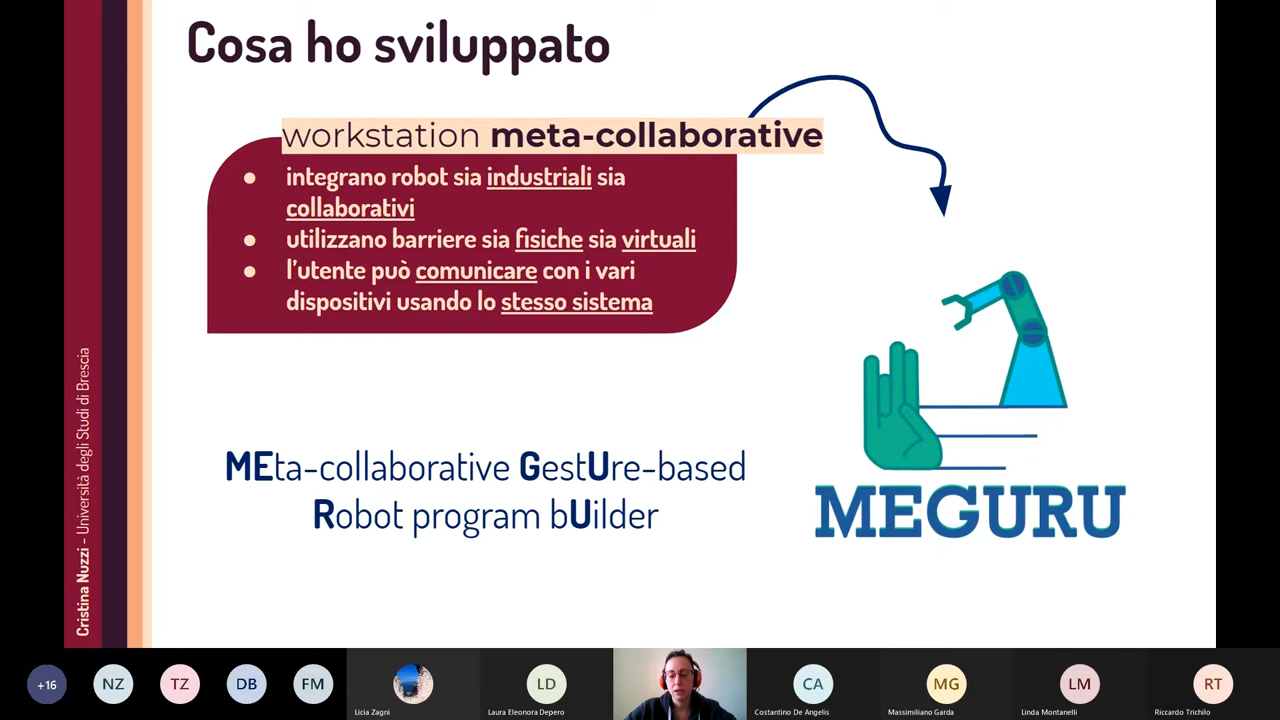 Cosa ho sviluppato
workstation meta-collaborative
● integrano robot sia industriali sia
collaborativi
● utilizzano barriere sia fisiche sia virtuali
● l'utente può comunicare con i vari
dispositivi usando lo stesso sistema
MEta-collaborative GestUre-based
Robot program bUilder
MEGURU
Cristina Nuzzi – Università degli Studi di Brescia
+16
NZ
TZ
DB
FM
Licia Zagni
LD
Laura Eleonora Depero
CA
Costantino De Angelis
MG
Massimiliano Garda
LM
Linda Montanelli
RT
Riccardo Trichilo